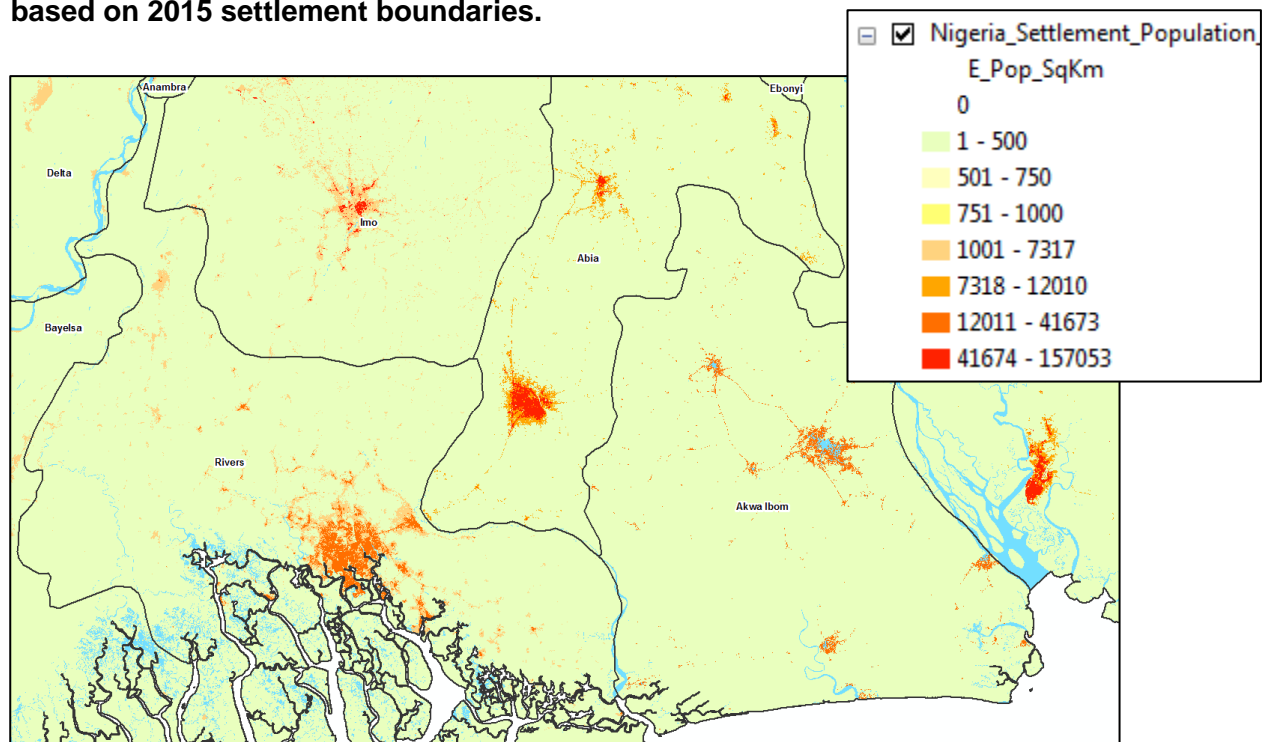 based on 2015 settlement boundaries.
Nigeria_Settlement_Population_
E_Pop_SqKm
0
1 - 500
501 - 750
751 - 1000
1001 - 7317
7318 - 12010
12011 - 41673
41674 - 157053
Anambra
Ebonyi
Delta
Imo
Abia
Bayelsa
Rivers
Akwa Ibom